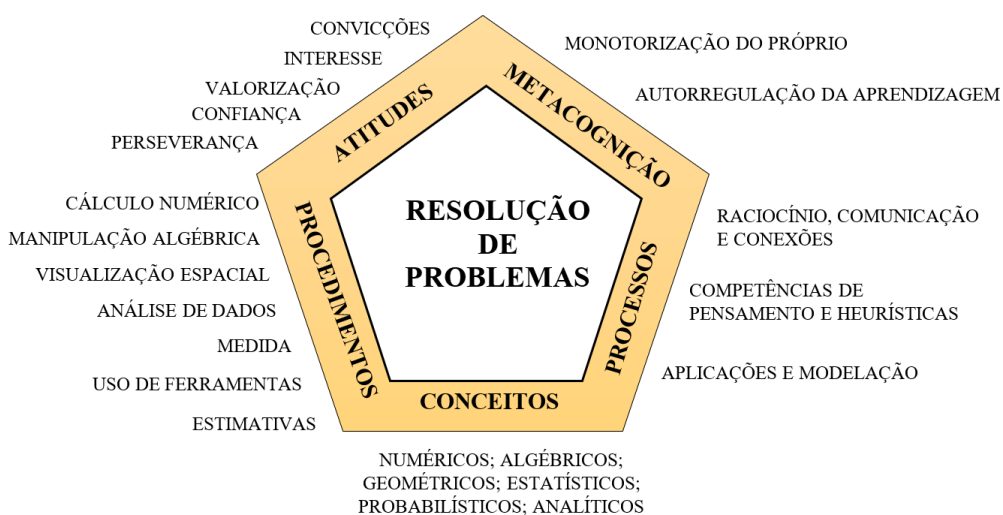 CONVICÇÕES
INTERESSE
VALORIZAÇÃO
CONFIANÇA
PERSEVERANÇA
ATITUDES
METACOGNIÇÃO
MONOTORIZAÇÃO DO PRÓPRIO
AUTORREGULAÇÃO DA APRENDIZAGEM
RESOLUÇÃO
DE
PROBLEMAS
CÁLCULO NUMÉRICO
MANIPULAÇÃO ALGÉBRICA
VISUALIZAÇÃO ESPACIAL
ANÁLISE DE DADOS
MEDIDA
USO DE FERRAMENTAS
ESTIMATIVAS
PROCEDIMENTOS
PROCESSOS
RACIOCÍNIO, COMUNICAÇÃO
E CONEXÕES
COMPETÊNCIAS DE
PENSAMENTO E HEURÍSTICAS
APLICAÇÕES E MODELAÇÃO
CONCEITOS
NUMÉRICOS; ALGÉBRICOS;
GEOMÉTRICOS; ESTATÍSTICOS;
PROBABILÍSTICOS; ANALÍTICOS